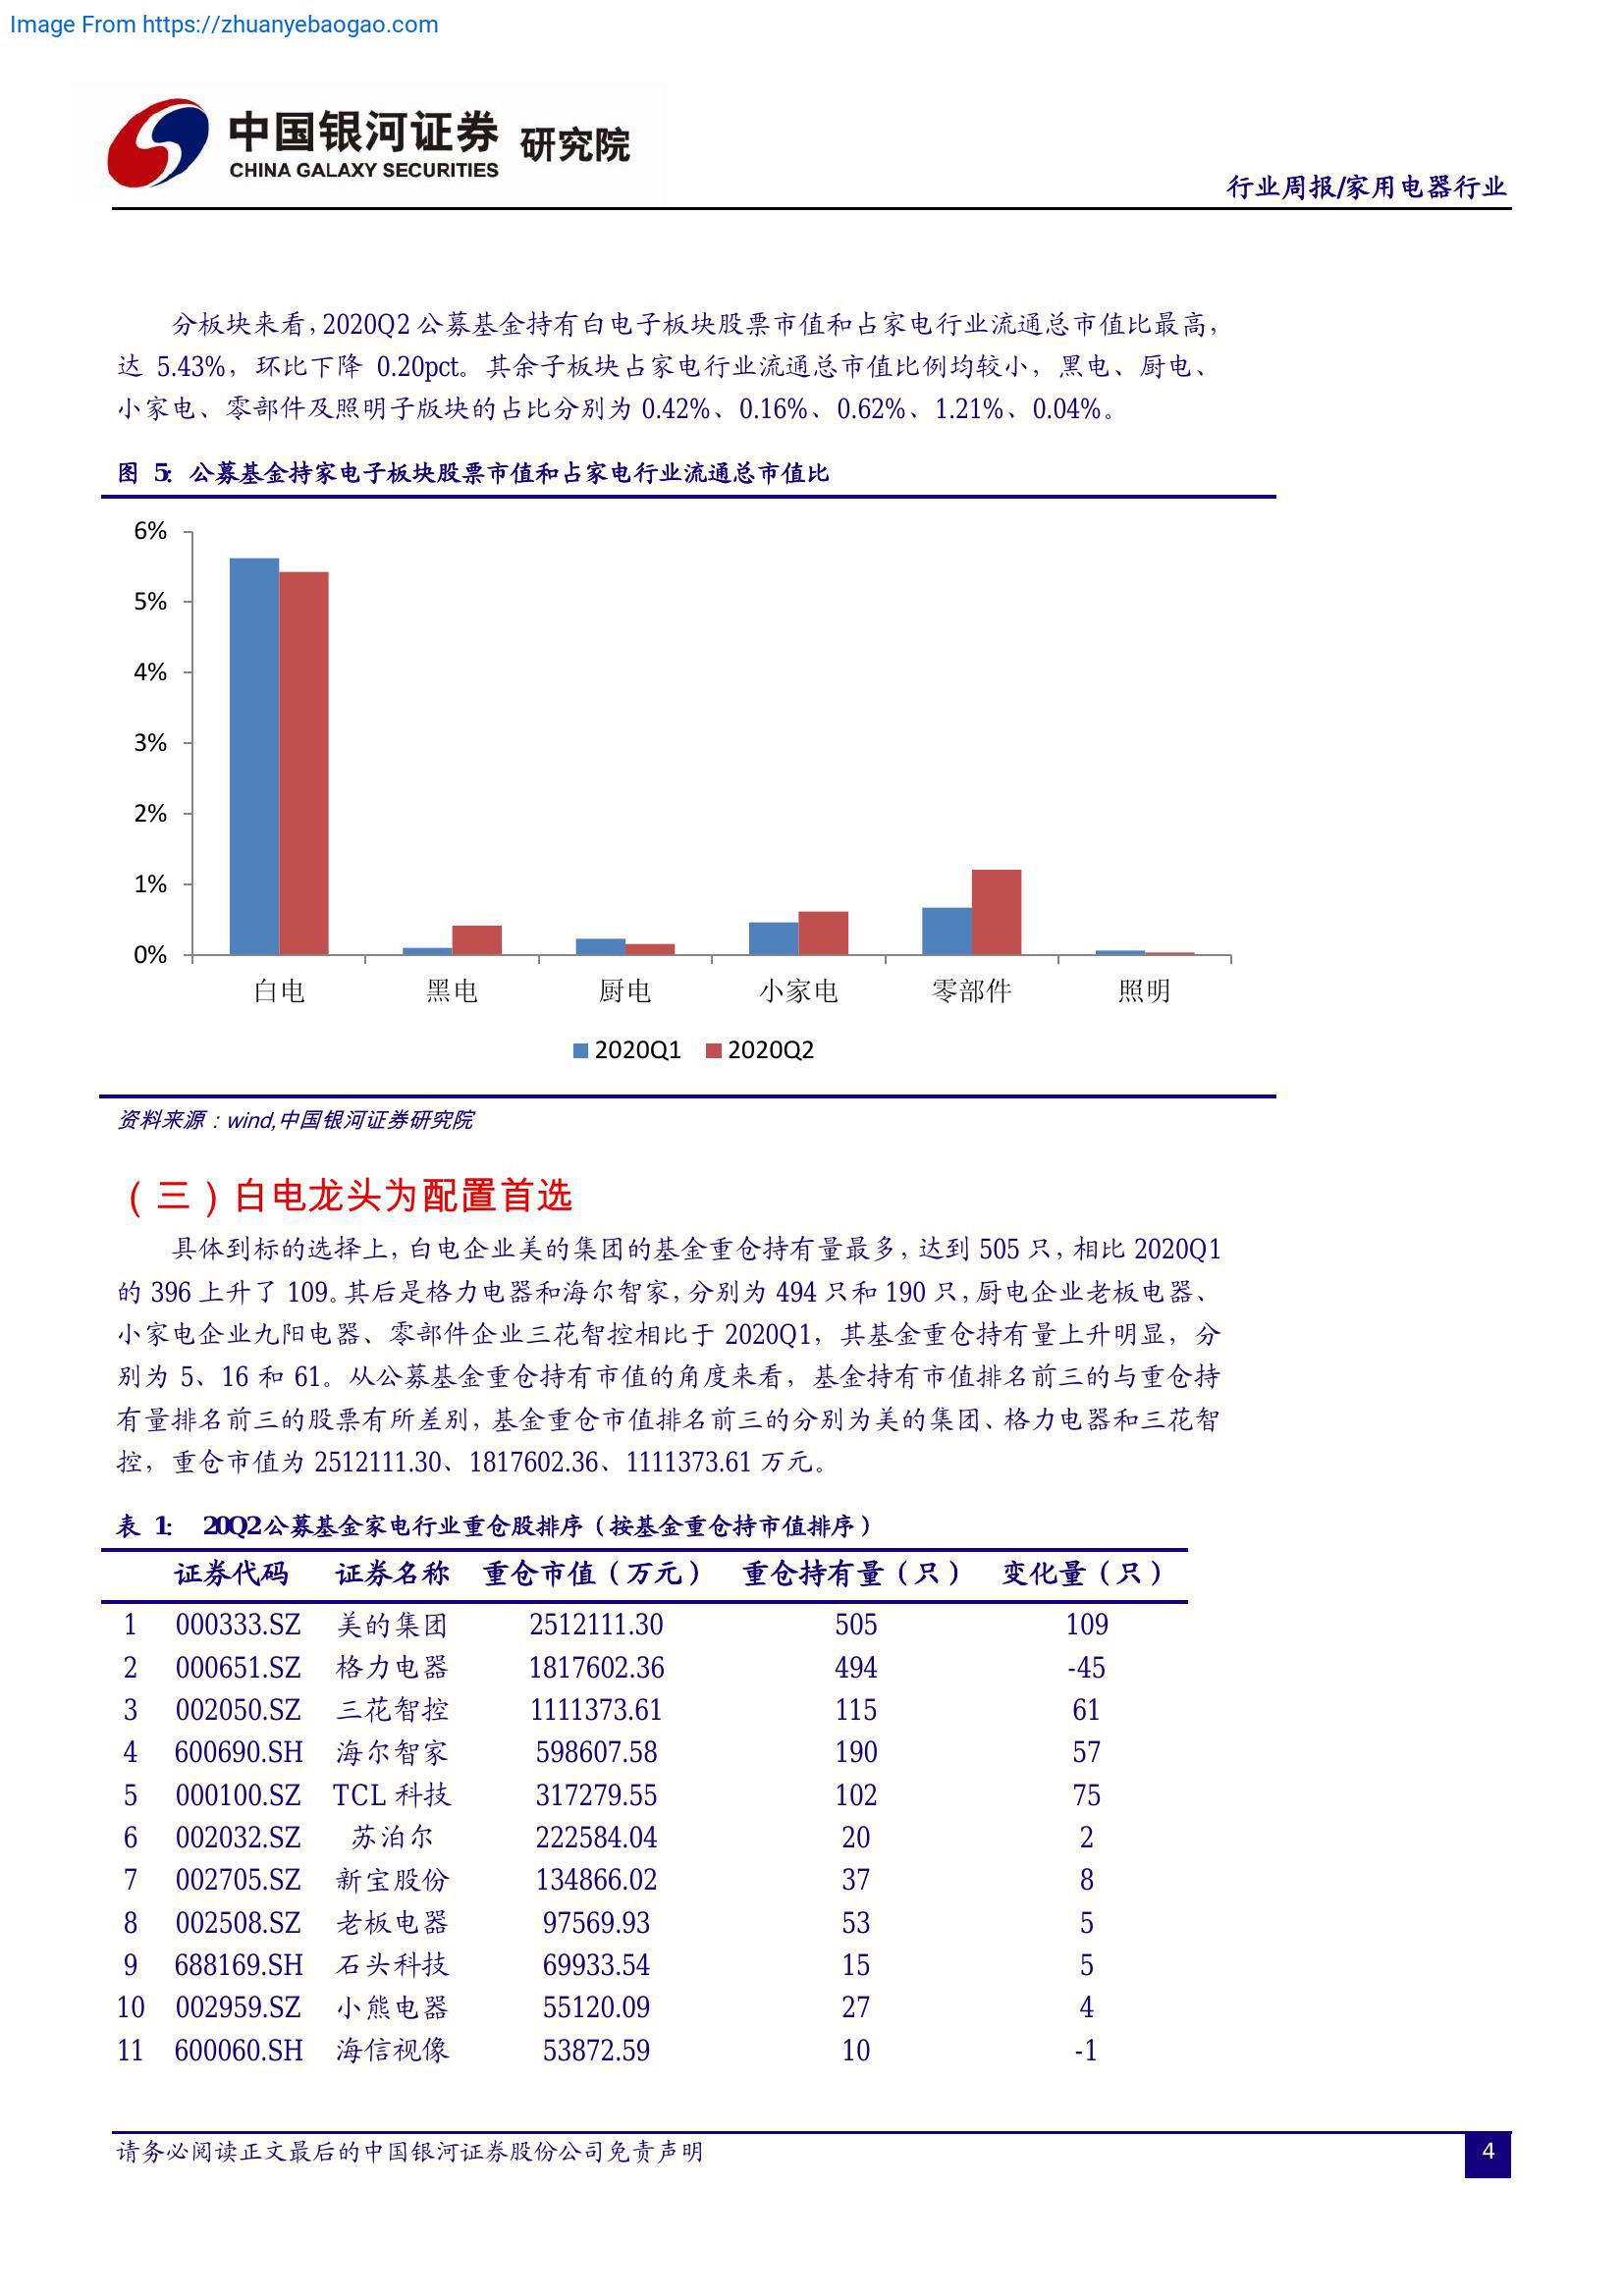 Image From https://zhuanyebaogao.com
中国银河证券 研究院
CHINA GALAXY SECURITIES
行业周报/家用电器行业
分板块来看，2020Q2 公募基金持有白电子板块股票市值和占家电行业流通总市值比最高，
达 5.43%，环比下降 0.20pct。其余子板块占家电行业流通总市值比例均较小，黑电、厨电、
小家电、零部件及照明子版块的占比分别为 0.42%、0.16%、0.62%、1.21%、0.04%。
图 5: 公募基金持家电子板块股票市值和占家电行业流通总市值比
6%
5%
4%
3%
2%
1%
0%
白电 黑电 厨电 小家电 零部件 照明
2020Q1 2020Q2
资料来源：wind,中国银河证券研究院
（三）白电龙头为配置首选
具体到标的选择上，白电企业美的集团的基金重仓持有量最多，达到 505 只，相比 2020Q1
的 396 上升了 109。其后是格力电器和海尔智家，分别为 494 只和 190 只，厨电企业老板电器、
小家电企业九阳电器、零部件企业三花智控相比于 2020Q1，其基金重仓持有量上升明显，分
别为 5、16 和 61。从公募基金重仓持有市值的角度来看，基金持有市值排名前三的与重仓持
有量排名前三的股票有所差别，基金重仓市值排名前三的分别为美的集团、格力电器和三花智
控，重仓市值为 2512111.30、1817602.36、1111373.61 万元。
表 1: 20Q2公募基金家电行业重仓股排序（按基金重仓持市值排序）
证券代码 证券名称 重仓市值（万元） 重仓持有量（只） 变化量（只）
1 000333.SZ 美的集团 2512111.30 505 109
2 000651.SZ 格力电器 1817602.36 494 -45
3 002050.SZ 三花智控 1111373.61 115 61
4 600690.SH 海尔智家 598607.58 190 57
5 000100.SZ TCL 科技 317279.55 102 75
6 002032.SZ 苏泊尔 222584.04 20 2
7 002705.SZ 新宝股份 134866.02 37 8
8 002508.SZ 老板电器 97569.93 53 5
9 688169.SH 石头科技 69933.54 15 5
10 002959.SZ 小熊电器 55120.09 27 4
11 600060.SH 海信视像 53872.59 10 -1
请务必阅读正文最后的中国银河证券股份公司免责声明
4